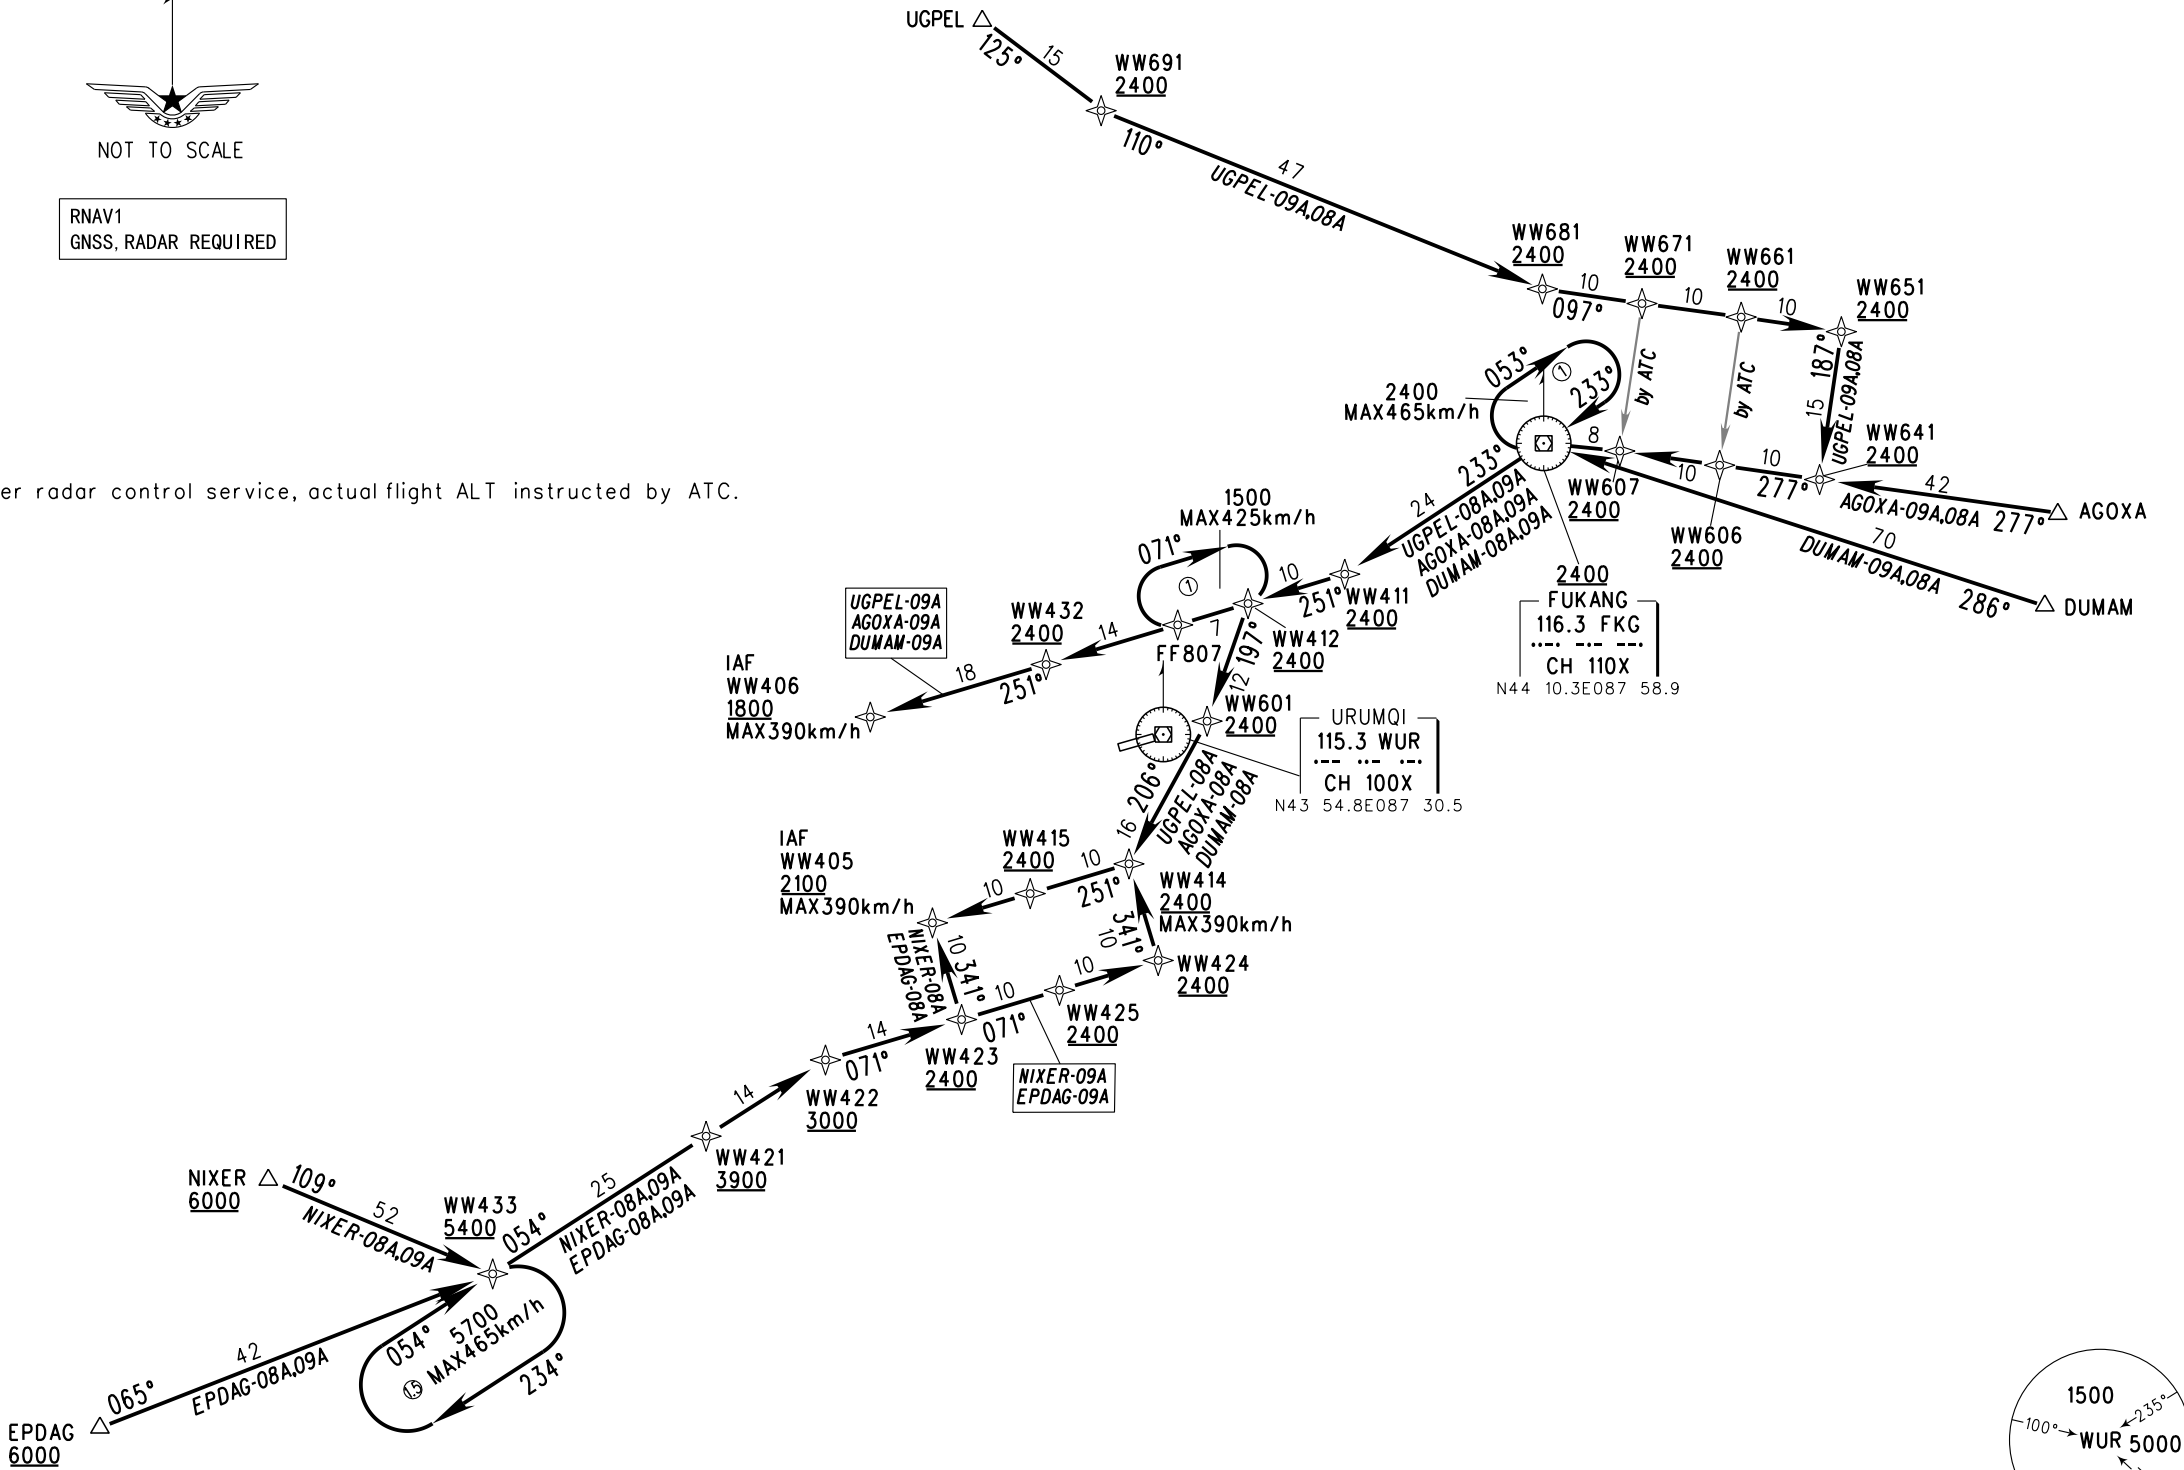 UGPEL
125°
15
WW691
2400
110°
47
UGPEL-09A,08A
NOT TO SCALE
RNAV1
GNSS, RADAR REQUIRED
WW681
2400
10
097°
WW671
2400
10
WW661
2400
10
WW651
2400
187°
15
UGPEL-09A,08A
by ATC
by ATC
053°
1
233°
2400
MAX465km/h
8
WW607
2400
10
WW606
2400
10
277°
WW641
2400
42
AGOXA-09A,08A
277°
AGOXA
70
DUMAM-09A,08A
286°
DUMAM
er radar control service, actual flight ALT instructed by ATC.
233°
24
UGPEL-08A,09A
AGOXA-08A,09A
DUMAM-08A,09A
2400
FUKANG
116.3 FKG
··-· -·- --·
CH 110X
N44 10.3E087 58.9
1500
MAX425km/h
071°
1
10
251°
WW411
2400
WW412
2400
7
FF807
14
WW432
2400
UGPEL-09A
AGOXA-09A
DUMAM-09A
18
251°
IAF
WW406
1800
MAX390km/h
197°
12
WW601
2400
URUMQI
115.3 WUR
·-- ··- ·-·
CH 100X
N43 54.8E087 30.5
206°
16
UGPEL-08A
AGOXA-08A
DUMAM-08A
IAF
WW405
2100
MAX390km/h
WW415
2400
10
10
251°
WW414
2400
MAX390km/h
341°
10
WW424
2400
10
341°
NIXER-08A
EPDAG-08A
10
071°
10
WW425
2400
NIXER-09A
EPDAG-09A
WW423
2400
14
071°
WW422
3000
14
WW421
3900
25
054°
NIXER-08A,09A
EPDAG-08A,09A
NIXER
6000
109°
52
NIXER-08A,09A
WW433
5400
054°
5700
1.5 MAX465km/h
234°
42
065°
EPDAG-08A,09A
EPDAG
6000
1500
100°
235°
WUR 5000